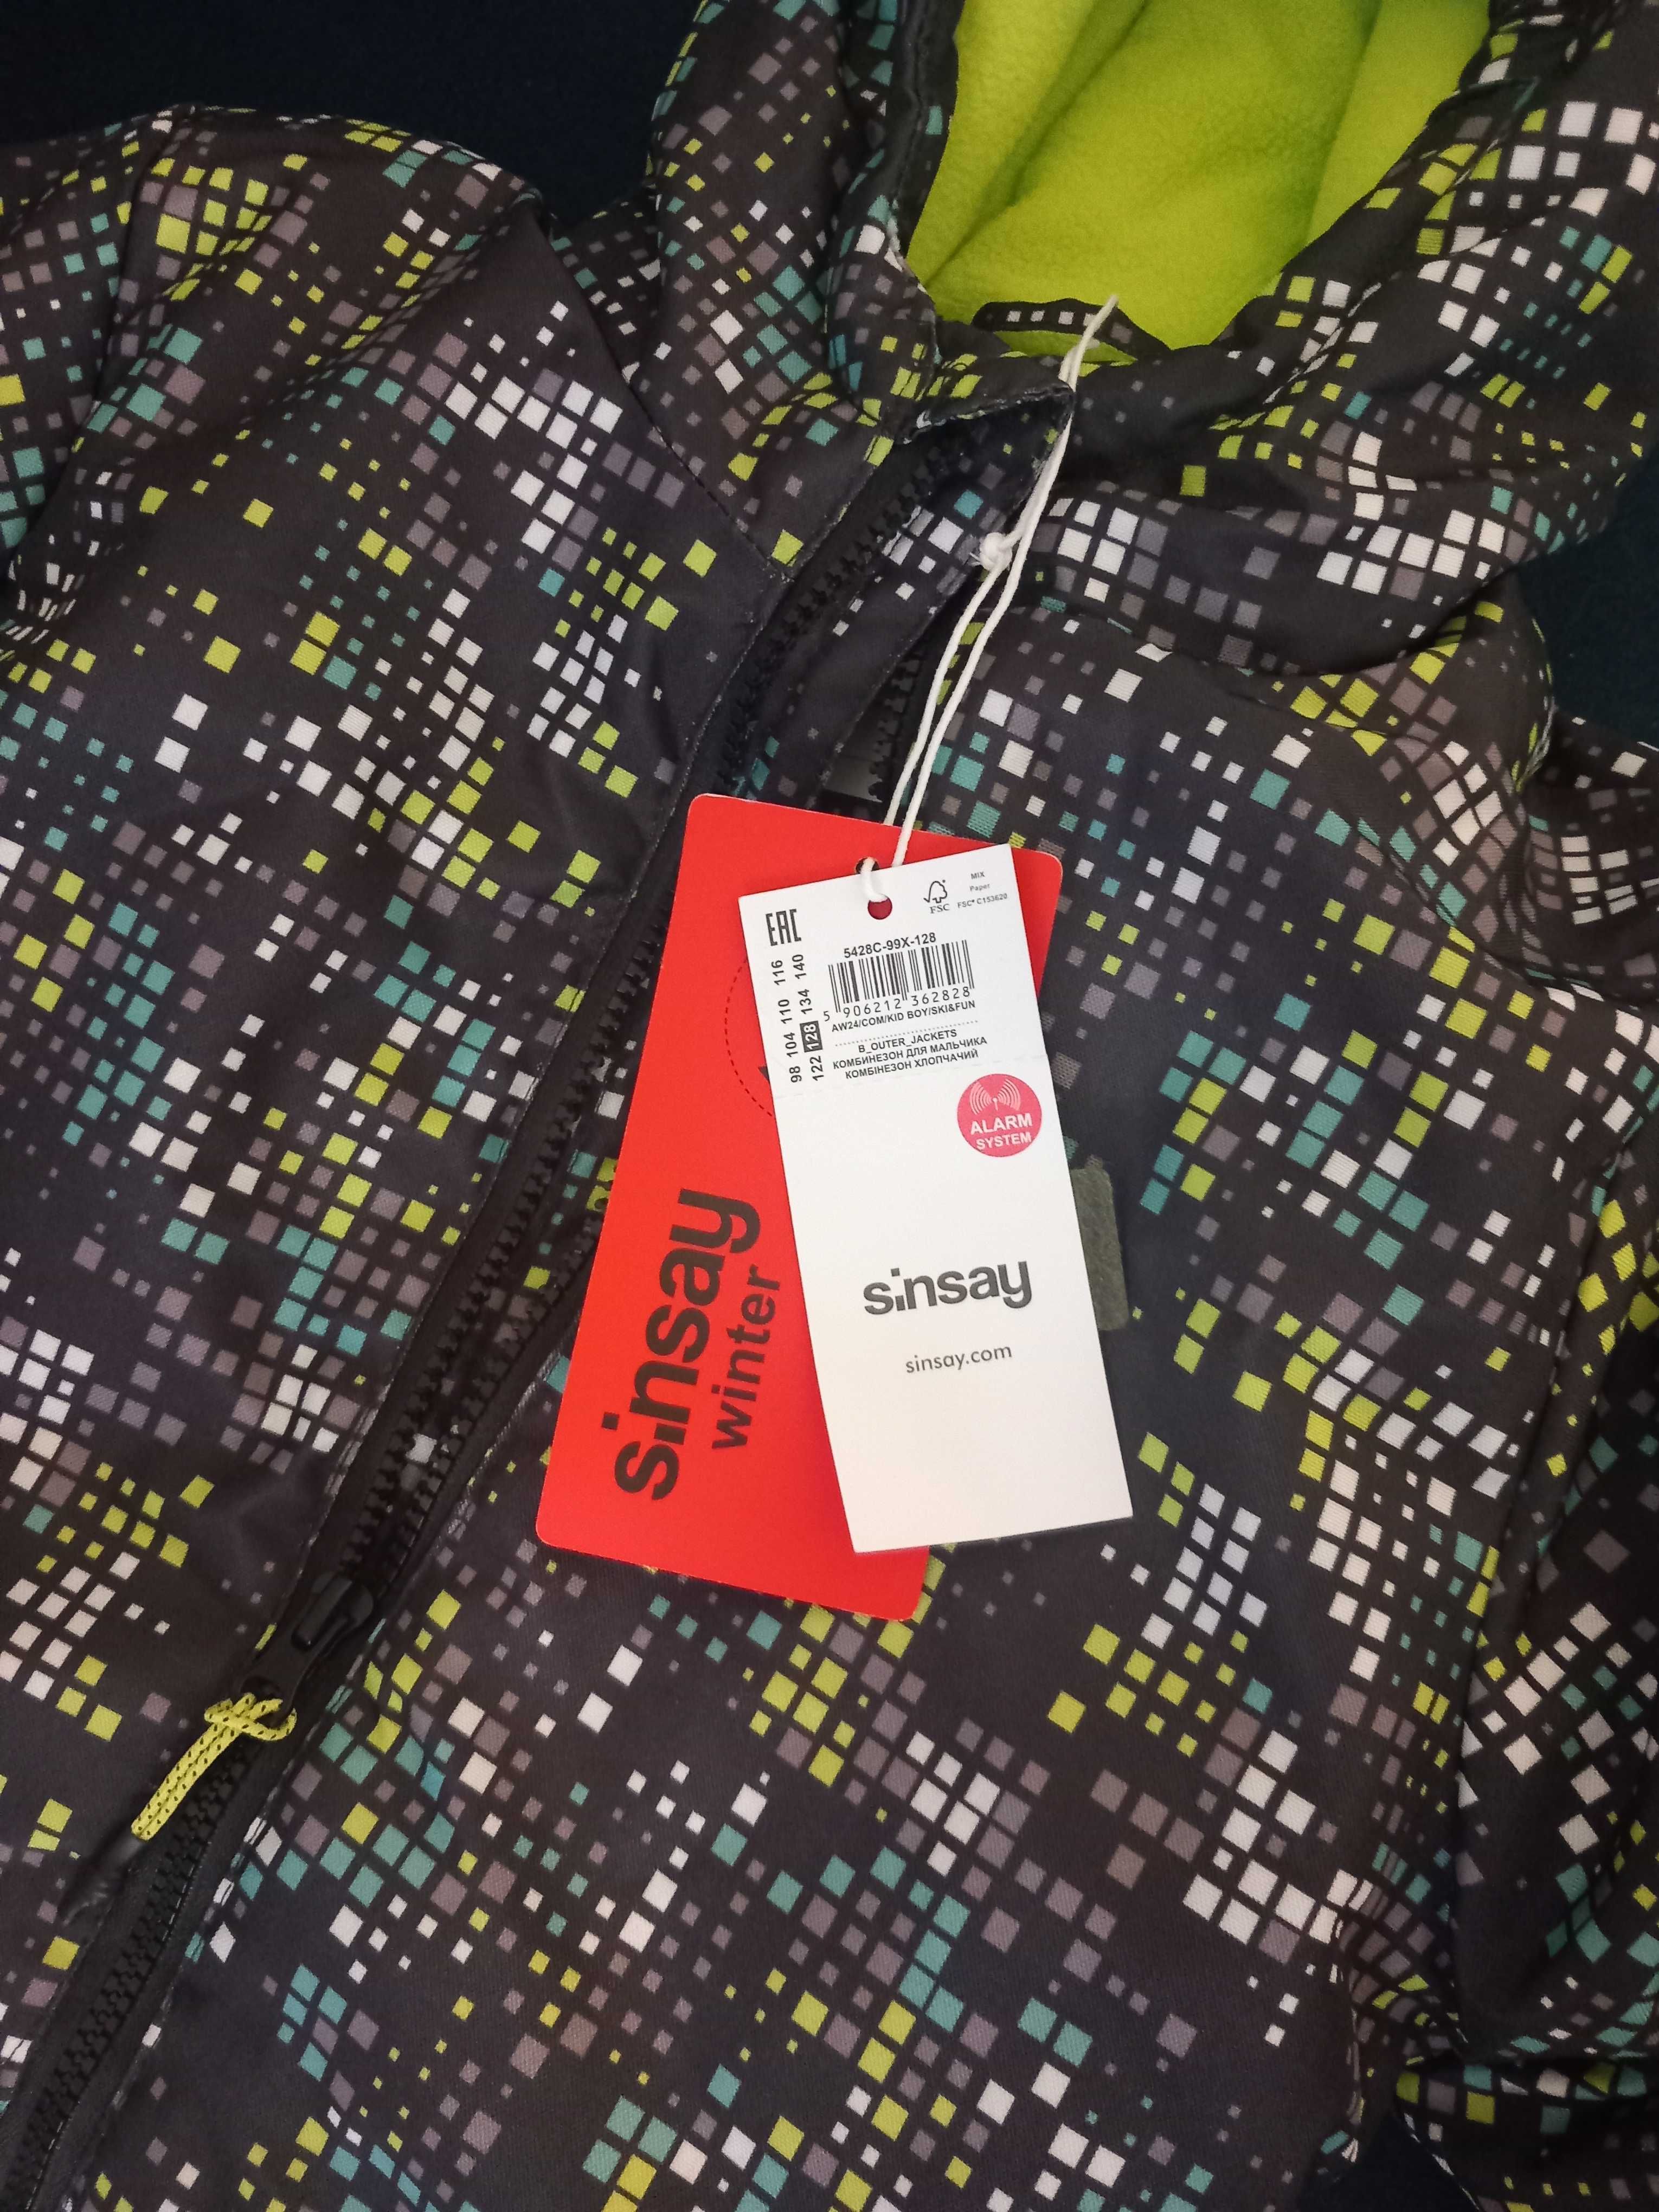 EAC
FSC
MIX
Paper
FSC® C153620
5428C-99X-128
98 104 110 116
122 128 134 140
5 906212 362828
AW24/COM/KID BOY/SKI&FUN
B_OUTER_JACKETS
КОМБИНЕЗОН ДЛЯ МАЛЬЧИКА
КОМБІНЕЗОН ХЛОПЧАЧИЙ
ALARM
SYSTEM
sinsay
sinsay.com
sinsay
winter